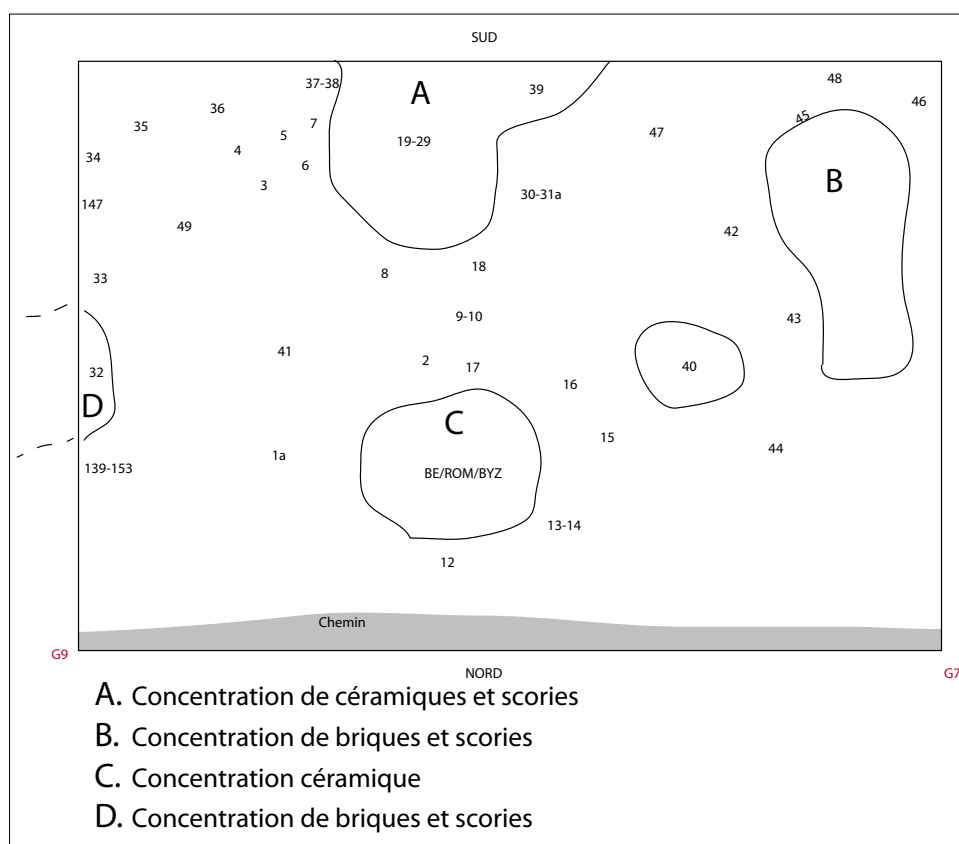 SUD
37-38
A
39
48
46
36
45
35
7
5
47
19-29
4
34
6
3
B
147
30-31a
49
42
18
8
33
9-10
43
41
2
17
40
32
16
D
C
15
44
1a
139-153
BE/ROM/BYZ
13-14
12
Chemin
G9
NORD
G7
A. Concentration de céramiques et scories
B. Concentration de briques et scories
C. Concentration céramique
D. Concentration de briques et scories